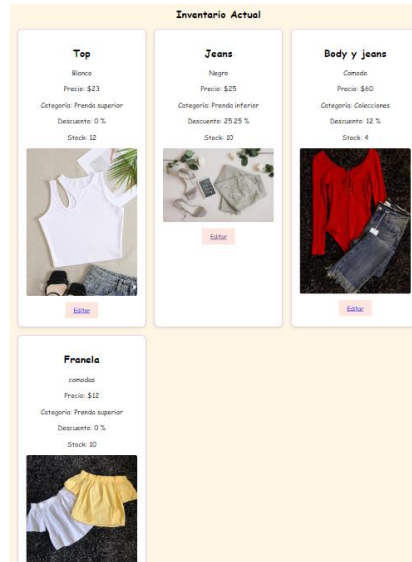 Inventario Actual
Top
Blanco
Precio: $23
Categoría: Prenda superior
Descuento: 0 %
Stock: 12
Editar
Jeans
Negro
Precio: $25
Categoría: Prenda inferior
Descuento: 25.25 %
Stock: 10
Editar
Body y jeans
Comodo
Precio: $60
Categoría: Colecciones
Descuento: 12 %
Stock: 4
Editar
Franela
comodas
Precio: $12
Categoría: Prenda superior
Descuento: 0 %
Stock: 10